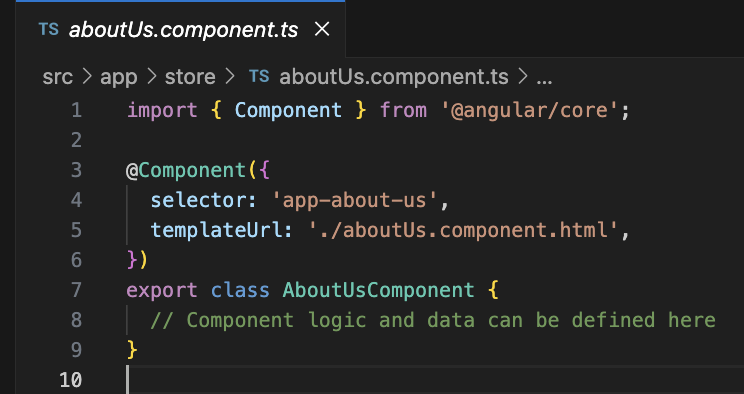 TS aboutUs.component.ts ×
src > app > store > TS aboutUs.component.ts > ...
1 import { Component } from '@angular/core';
2
3 @Component({
4   selector: 'app-about-us',
5   templateUrl: './aboutUs.component.html',
6 })
7 export class AboutUsComponent {
8   // Component logic and data can be defined here
9 }
10